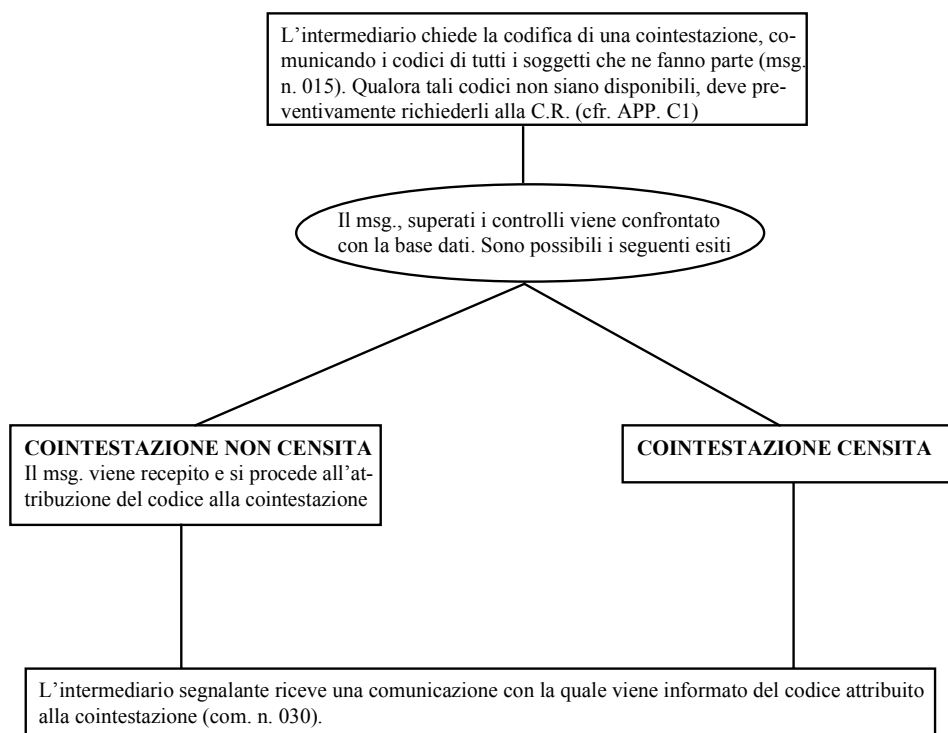 L'intermediario chiede la codifica di una cointestazione, co-
municando i codici di tutti i soggetti che ne fanno parte (msg.
n. 015). Qualora tali codici non siano disponibili, deve pre-
ventivamente richiederli alla C.R. (cfr. APP. C1)
Il msg., superati i controlli viene confrontato
con la base dati. Sono possibili i seguenti esiti
COINTESTAZIONE NON CENSITA
Il msg. viene recepito e si procede all'at-
tribuzione del codice alla cointestazione
COINTESTAZIONE CENSITA
L'intermediario segnalante riceve una comunicazione con la quale viene informato del codice attribuito
alla cointestazione (com. n. 030).